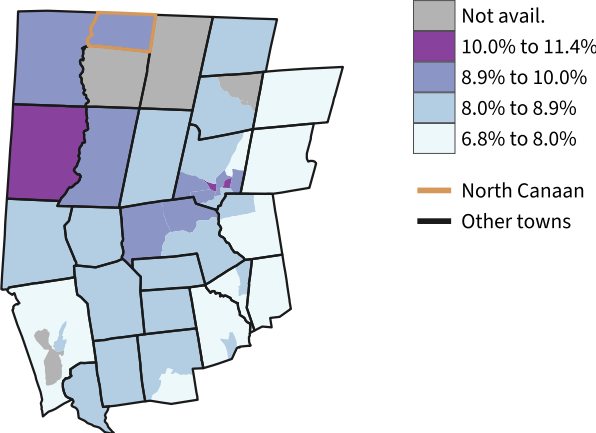 Not avail.
10.0% to 11.4%
8.9% to 10.0%
8.0% to 8.9%
6.8% to 8.0%
North Canaan
Other towns